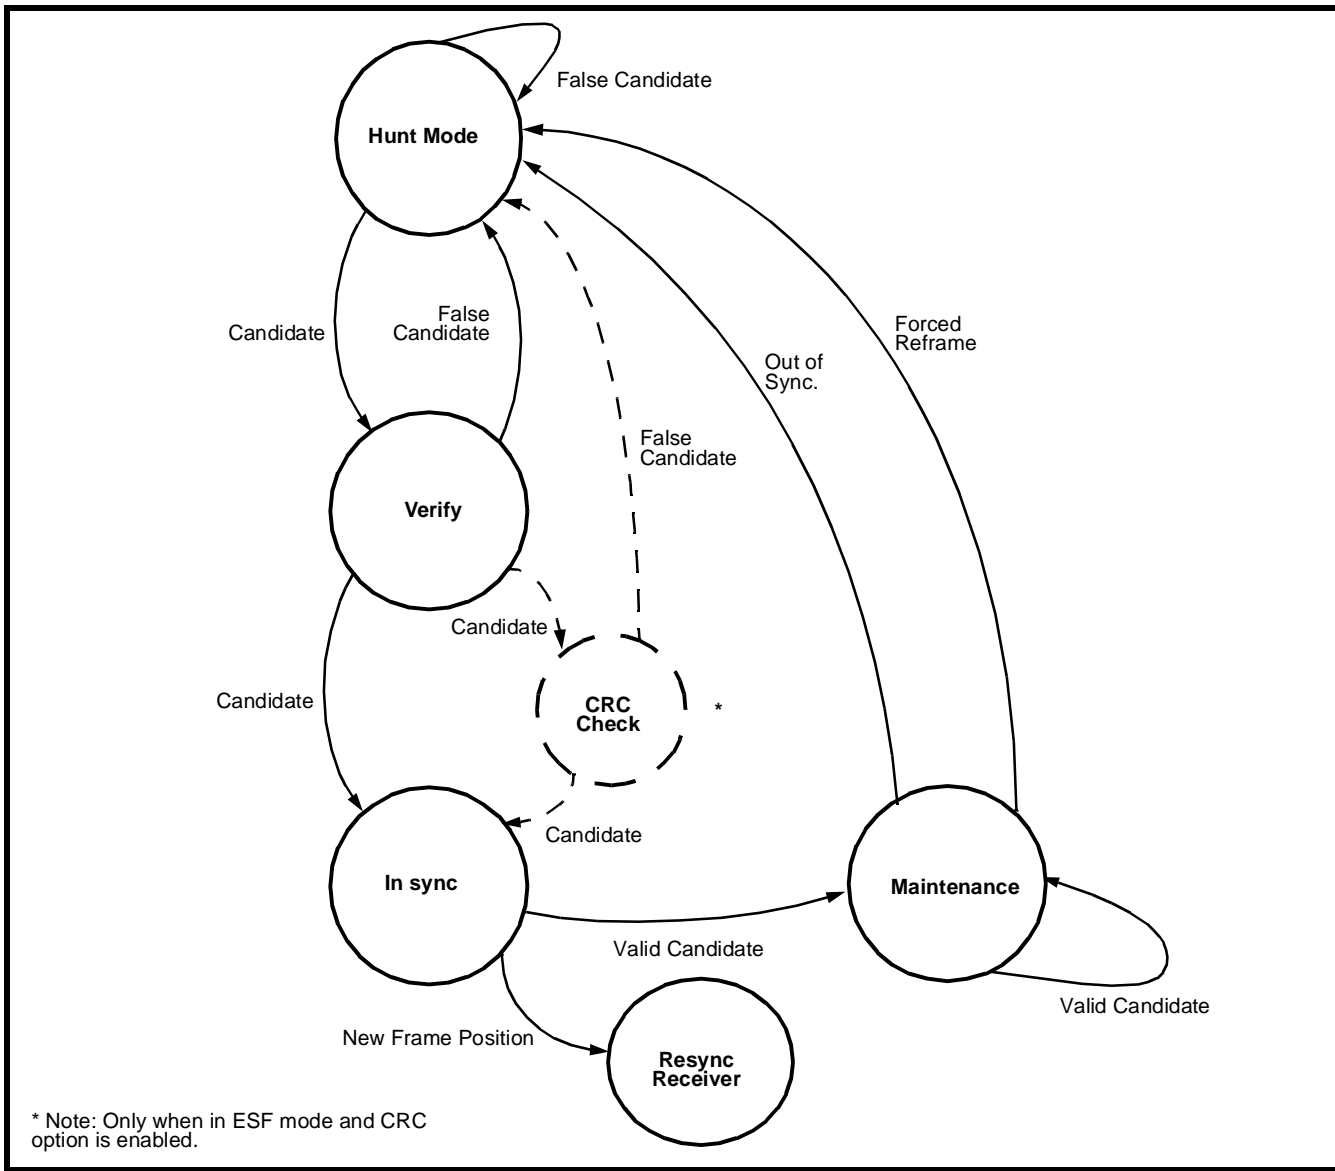 False Candidate
Hunt Mode
Candidate
False
Candidate
Forced
Reframe
Out of
Sync.
False
Candidate
Verify
Candidate
Candidate
CRC
Check
*
Candidate
In sync
Maintenance
Valid Candidate
Valid Candidate
New Frame Position
Resync
Receiver
* Note: Only when in ESF mode and CRC
option is enabled.